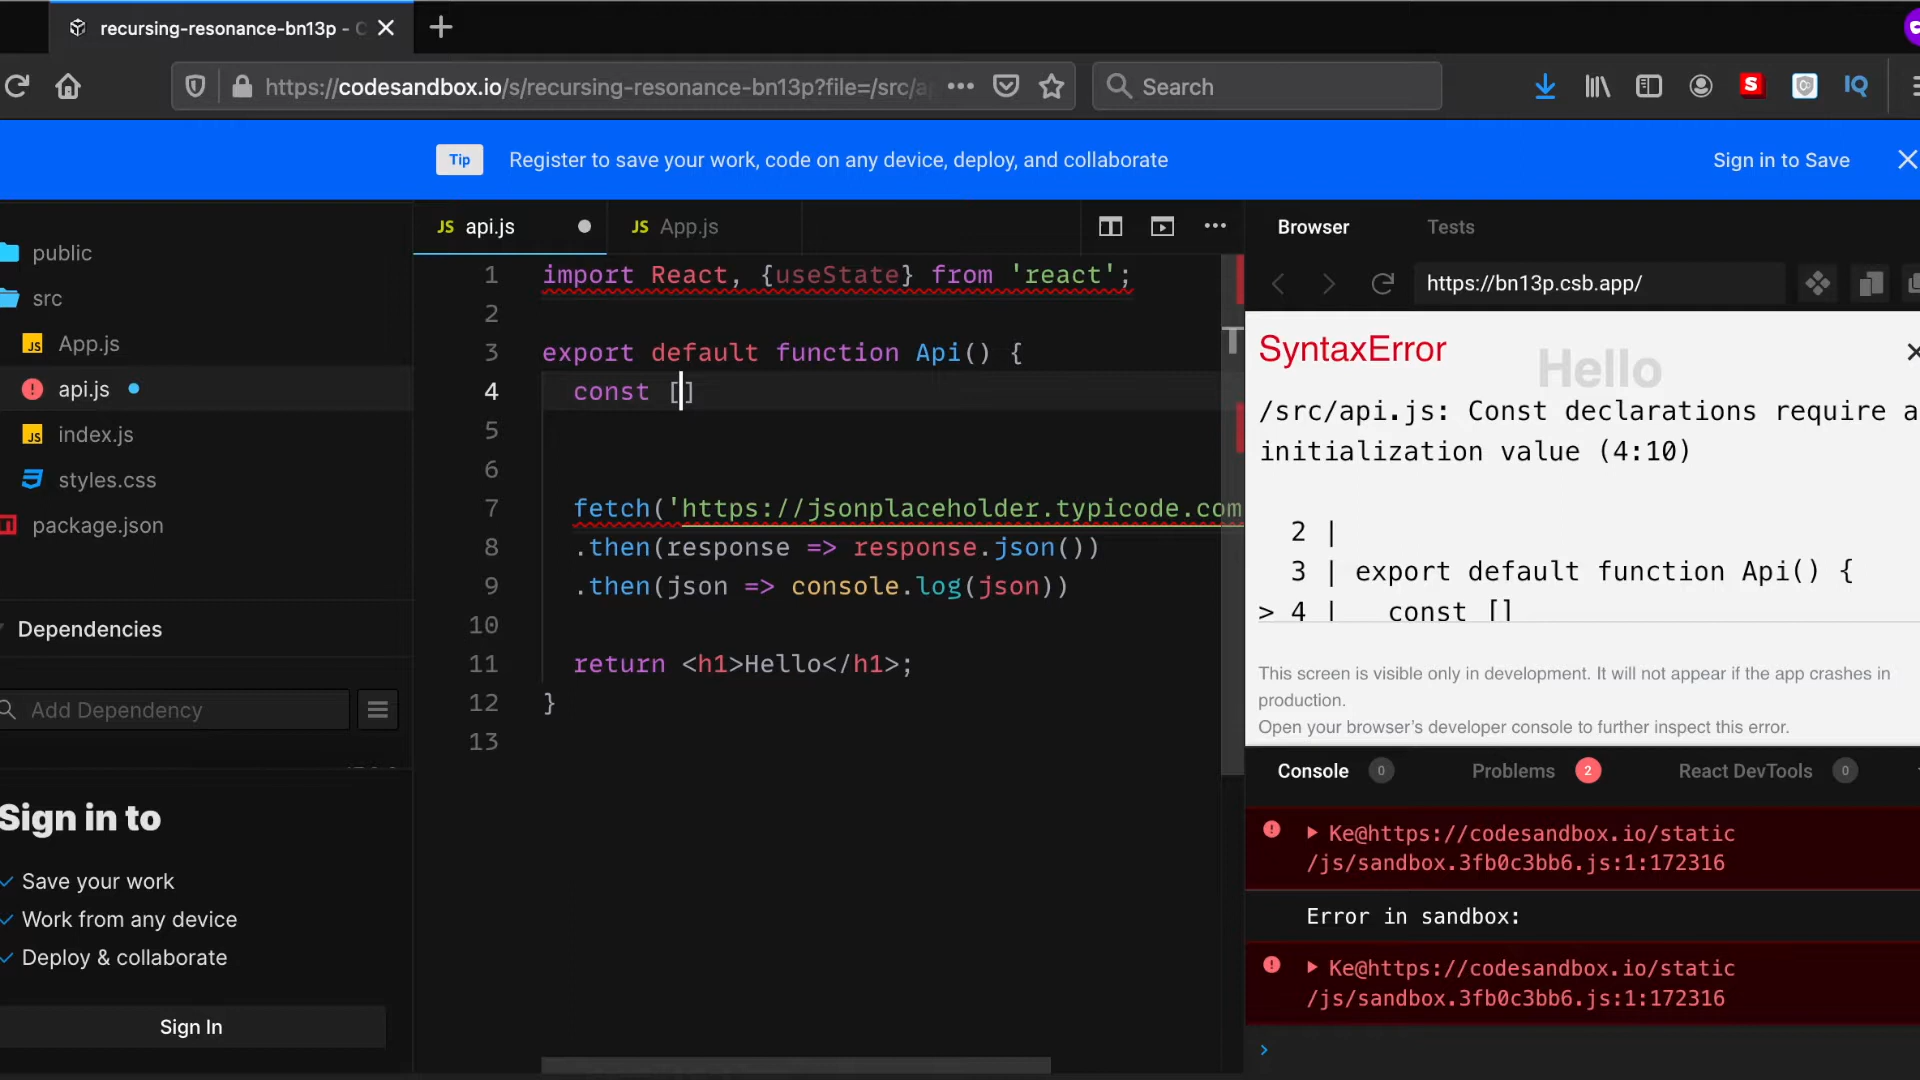 recursing-resonance-bn13p - C
https://codesandbox.io/s/recursing-resonance-bn13p?file=/src/a
Search
S
IQ
Tip
Register to save your work, code on any device, deploy, and collaborate
Sign in to Save
public
src
JS App.js
api.js
JS index.js
styles.css
package.json
Dependencies
Add Dependency
Sign in to
Save your work
Work from any device
Deploy & collaborate
Sign In
JS api.js
JS App.js
1 import React, {useState} from 'react';
2
3 export default function Api() {
4 const []
5
6
7 fetch('https://jsonplaceholder.typicode.com
8 .then(response => response.json())
9 .then(json => console.log(json))
10
11 return <h1>Hello</h1>;
12 }
13
Browser
Tests
https://bn13p.csb.app/
SyntaxError
Hello
/src/api.js: Const declarations require a
initialization value (4:10)
2 |
3 | export default function Api() {
> 4 | const []
This screen is visible only in development. It will not appear if the app crashes in
production.
Open your browser’s developer console to further inspect this error.
Console 0
Problems 2
React DevTools 0
Ke@https://codesandbox.io/static
/js/sandbox.3fb0c3bb6.js:1:172316
Error in sandbox:
Ke@https://codesandbox.io/static
/js/sandbox.3fb0c3bb6.js:1:172316